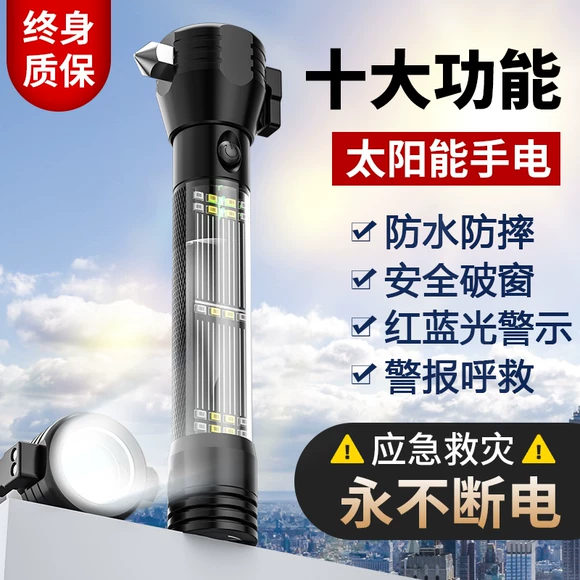 终身
质保
十大功能
太阳能手电
防水防摔
安全破窗
红蓝光警示
警报呼救
应急救灾
永不断电